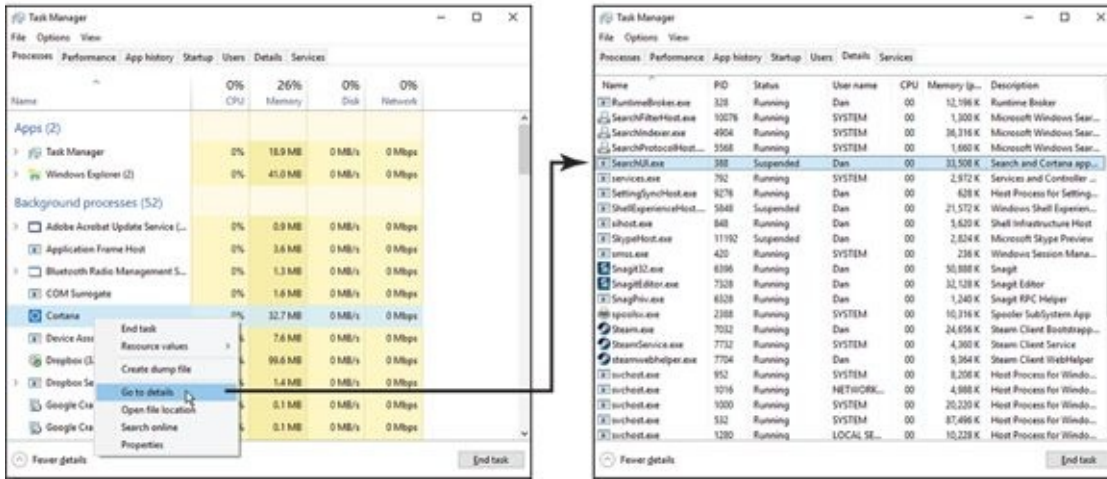 Task Manager
File Options View
Processes Performance App history Startup Users Details Services
0% 26% 0% 0%
Name CPU Memory Disk Network
Apps (2)
Task Manager 0% 18.9 MB 0 MB/s 0 Mbps
Windows Explorer (2) 0% 41.0 MB 0 MB/s 0 Mbps
Background processes (52)
Adobe Acrobat Update Service (... 0% 0.9 MB 0 MB/s 0 Mbps
Application Frame Host 0% 3.6 MB 0 MB/s 0 Mbps
Bluetooth Radio Management S... 0% 1.3 MB 0 MB/s 0 Mbps
COM Surrogate 0% 1.6 MB 0 MB/s 0 Mbps
Cortana 0% 32.7 MB 0 MB/s 0 Mbps
Device Ass 7.6 MB 0 MB/s 0 Mbps
Dropbox (3 99.6 MB 0 MB/s 0 Mbps
Dropbox Se 1.4 MB 0 MB/s 0 Mbps
Google Cra 0.1 MB 0 MB/s 0 Mbps
Google Cra 0.1 MB 0 MB/s 0 Mbps
End task
Resource values
Create dump file
Go to details
Open file location
Search online
Properties
Fewer details End task
Task Manager
File Options View
Processes Performance App history Startup Users Details Services
Name PID Status User name CPU Memory (p... Description
RuntimeBroker.exe 328 Running Dan 00 12,196 K Runtime Broker
SearchFilterHost.exe 10076 Running SYSTEM 00 1,300 K Microsoft Windows Sear...
SearchIndexer.exe 4904 Running SYSTEM 00 36,316 K Microsoft Windows Sear...
SearchProtocolHost.... 5568 Running SYSTEM 00 1,660 K Microsoft Windows Sear...
SearchUI.exe 388 Suspended Dan 00 33,508 K Search and Cortana app...
services.exe 792 Running SYSTEM 00 2,972 K Services and Controller ...
SettingSyncHost.exe 9276 Running Dan 00 628 K Host Process for Setting...
ShellExperienceHost.... 5848 Suspended Dan 00 21,572 K Windows Shell Experien...
sihost.exe 848 Running Dan 00 5,620 K Shell Infrastructure Host
SkypeHost.exe 11192 Suspended Dan 00 2,824 K Microsoft Skype Preview
smss.exe 420 Running SYSTEM 00 236 K Windows Session Mana...
Snagit32.exe 6396 Running Dan 00 50,888 K Snagit
SnagitEditor.exe 7328 Running Dan 00 32,128 K Snagit Editor
SnagPriv.exe 6328 Running Dan 00 1,240 K Snagit RPC Helper
spoolsv.exe 2388 Running SYSTEM 00 10,316 K Spooler SubSystem App
Steam.exe 7032 Running Dan 00 24,656 K Steam Client Bootstrapp...
SteamService.exe 7732 Running SYSTEM 00 4,360 K Steam Client Service
steamwebhelper.exe 7704 Running Dan 00 9,364 K Steam Client WebHelper
svchost.exe 952 Running SYSTEM 00 8,208 K Host Process for Windo...
svchost.exe 1016 Running NETWORK... 00 4,988 K Host Process for Windo...
svchost.exe 1000 Running SYSTEM 00 20,220 K Host Process for Windo...
svchost.exe 532 Running SYSTEM 00 87,496 K Host Process for Windo...
svchost.exe 1280 Running LOCAL SE... 00 10,228 K Host Process for Windo...
Fewer details End task